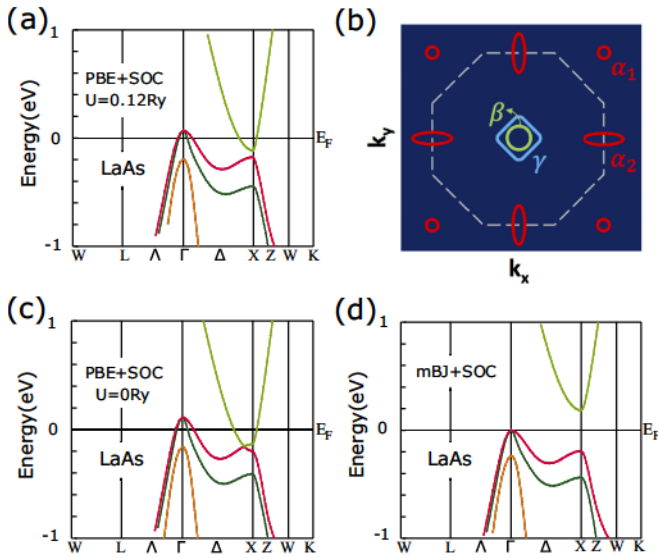 (a)
1
PBE+SOC
U=0.12Ry
Energy(eV)
0
E_F
LaAs
-1
W L Λ Γ Δ X Z W K
(b)
α1
β
k_y
γ
α2
k_x
(c)
1
PBE+SOC
U=0Ry
Energy(eV)
0
E_F
LaAs
-1
W L Λ Γ Δ X Z W K
(d)
1
mBJ+SOC
Energy(eV)
0
E_F
LaAs
-1
W L Λ Γ Δ X Z W K